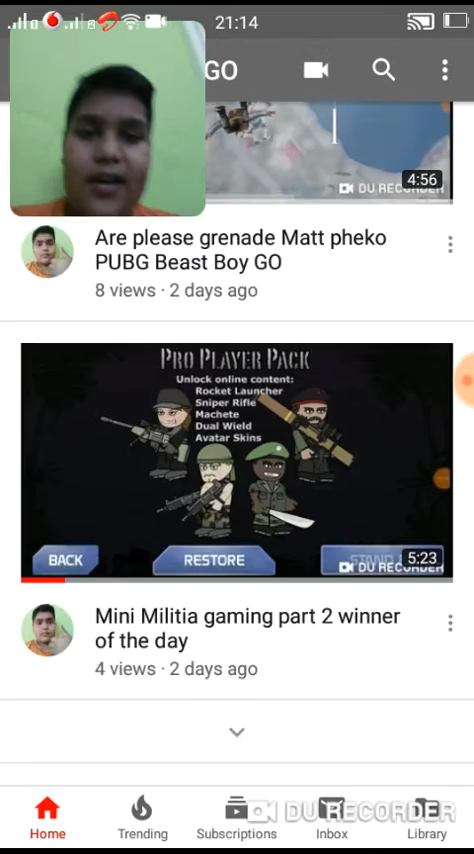 21:14
GO
4:56
DU RECORDER
Are please grenade Matt pheko
PUBG Beast Boy GO
8 views · 2 days ago
PRO PLAYER PACK
Unlock online content:
Rocket Launcher
Sniper Rifle
Machete
Dual Wield
Avatar Skins
BACK
RESTORE
5:23
DU RECORDER
Mini Militia gaming part 2 winner
of the day
4 views · 2 days ago
DU RECORDER
Home
Trending
Subscriptions
Inbox
Library